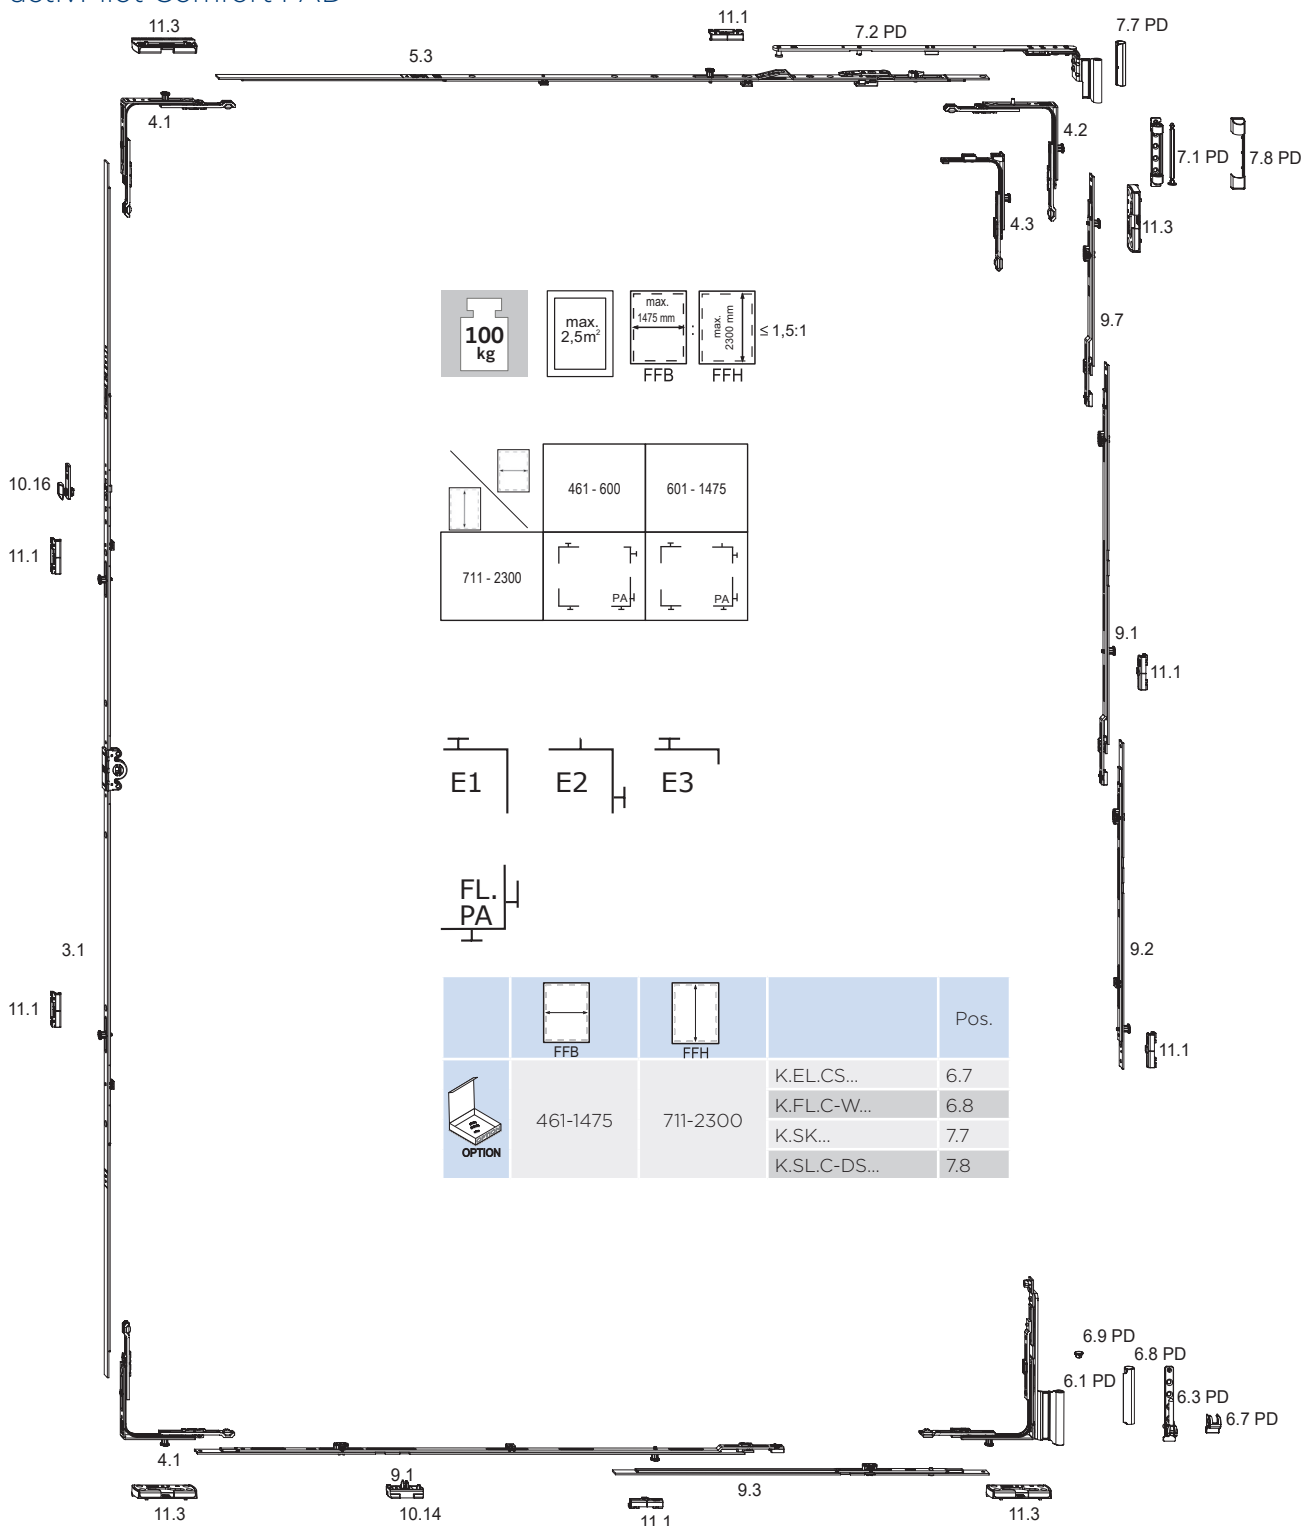 activPilot Comfort PADK
11.3
11.1
7.2 PD
7.7 PD
5.3
4.1
4.2
7.1 PD
7.8 PD
4.3
11.3
100
kg
max.
2,5m²
max.
1475 mm
:
max.
2300 mm
≤ 1,5:1
FFB
FFH
9.7
10.16
461 - 600
601 - 1475
11.1
711 - 2300
PA
PA
9.1
11.1
E1
E2
E3
FL.
PA
3.1
9.2
11.1
11.1
FFB
FFH
Pos.
OPTION
461-1475
711-2300
K.EL.CS...
6.7
K.FL.C-W...
6.8
K.SK...
7.7
K.SL.C-DS...
7.8
6.9 PD
6.8 PD
6.1 PD
6.3 PD
6.7 PD
4.1
9.1
9.3
11.3
10.14
11.1
11.3